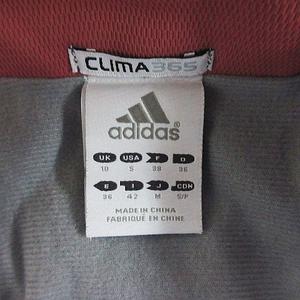 CLIMA365
adidas®
UK USA F D
10 S 38 36
E I J CDN
36 42 M S/P
MADE IN CHINA
FABRIQUÉ EN CHINE